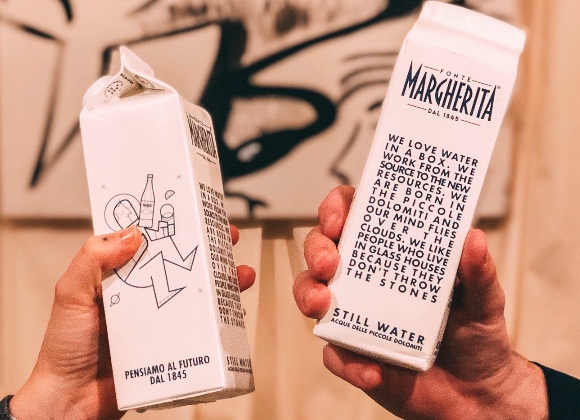 MARGHERITA
PENSIAMO AL FUTURO
DAL 1845
STILL WATER
FONTE
MARGHERITA
DAL 1845
WE LOVE WATER
IN A BOX. WE
WORK FROM THE
SOURCE TO THE NEW
RESOURCES. WE
ARE BORN IN
THE PICCOLE
DOLOMITI AND
OUR MIND FLIES
OVER THE
CLOUDS. WE LIKE
PEOPLE WHO LIVE
IN GLASS HOUSES
BECAUSE THEY
DON'T THROW
THE STONES
STILL WATER
ACQUE DELLE PICCOLE DOLOMITI